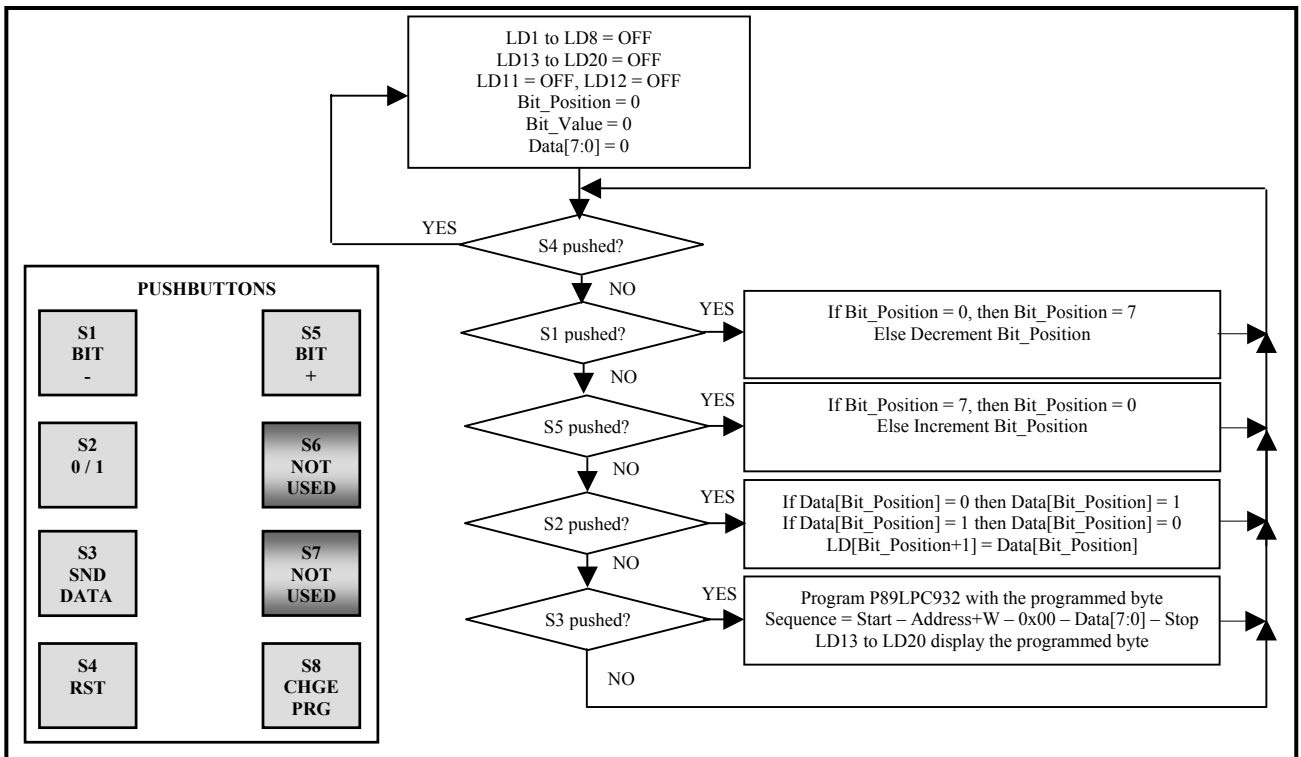 LD1 to LD8 = OFF
LD13 to LD20 = OFF
LD11 = OFF, LD12 = OFF
Bit_Position = 0
Bit_Value = 0
Data[7:0] = 0
YES
S4 pushed?
NO
S1 pushed?
YES
If Bit_Position = 0, then Bit_Position = 7
Else Decrement Bit_Position
NO
S5 pushed?
YES
If Bit_Position = 7, then Bit_Position = 0
Else Increment Bit_Position
NO
S2 pushed?
YES
If Data[Bit_Position] = 0 then Data[Bit_Position] = 1
If Data[Bit_Position] = 1 then Data[Bit_Position] = 0
LD[Bit_Position+1] = Data[Bit_Position]
NO
S3 pushed?
YES
Program P89LPC932 with the programmed byte
Sequence = Start – Address+W – 0x00 – Data[7:0] – Stop
LD13 to LD20 display the programmed byte
NO
PUSHBUTTONS
S1
BIT
-
S5
BIT
+
S2
0 / 1
S6
NOT
USED
S3
SND
DATA
S7
NOT
USED
S4
RST
S8
CHGE
PRG